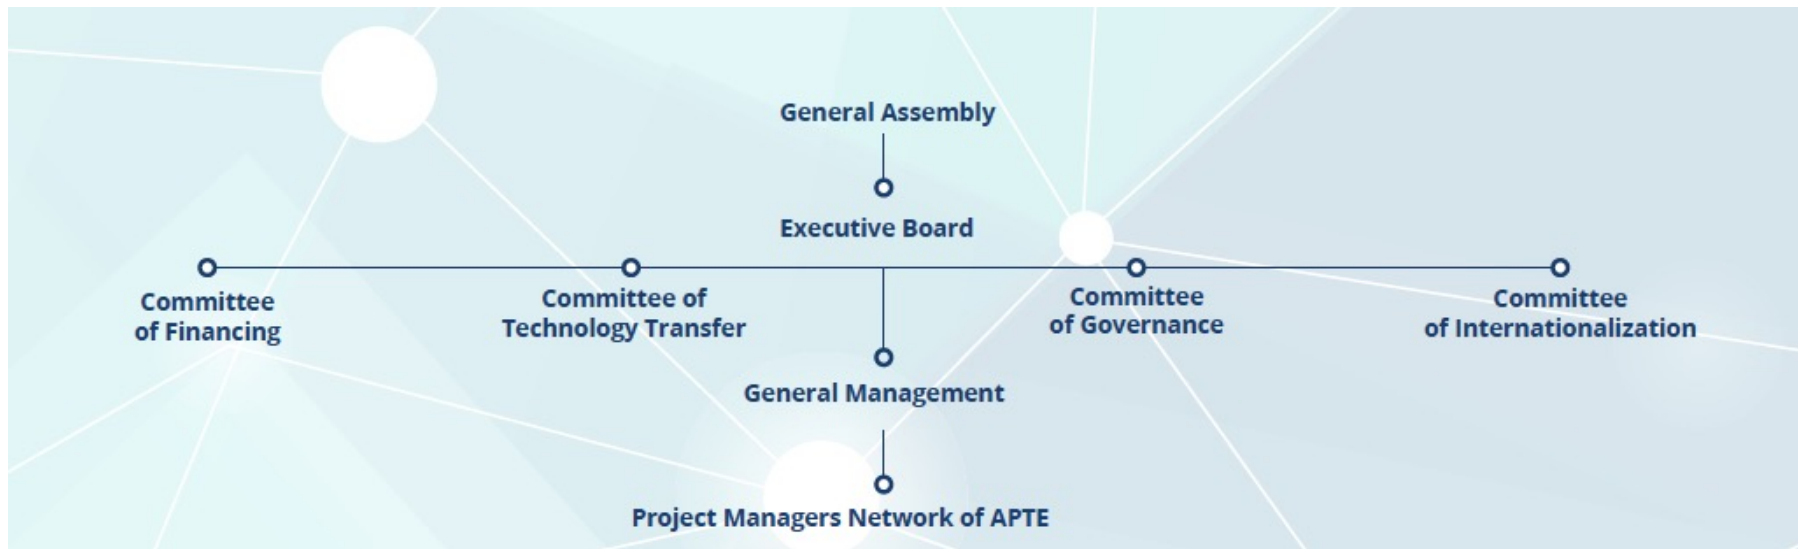 General Assembly
Executive Board
Committee
of Financing
Committee of
Technology Transfer
Committee
of Governance
Committee
of Internationalization
General Management
Project Managers Network of APTE